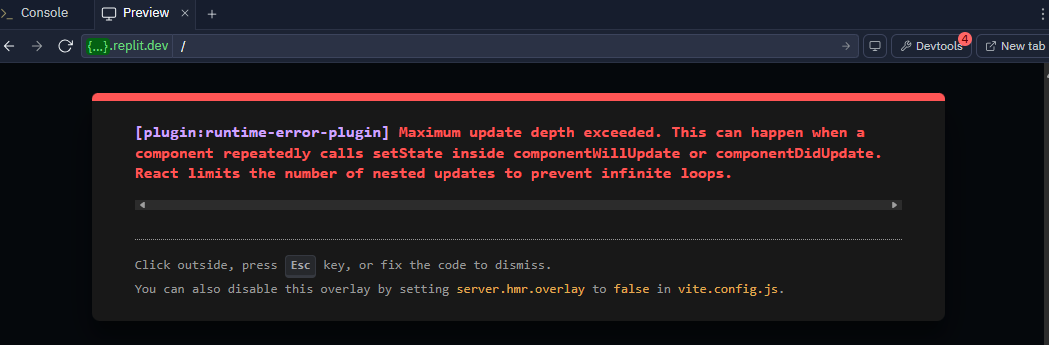 Console Preview
{...}.replit.dev / Devtools 4 New tab
[plugin:runtime-error-plugin] Maximum update depth exceeded. This can happen when a
component repeatedly calls setState inside componentWillUpdate or componentDidUpdate.
React limits the number of nested updates to prevent infinite loops.
Click outside, press Esc key, or fix the code to dismiss.
You can also disable this overlay by setting server.hmr.overlay to false in vite.config.js.